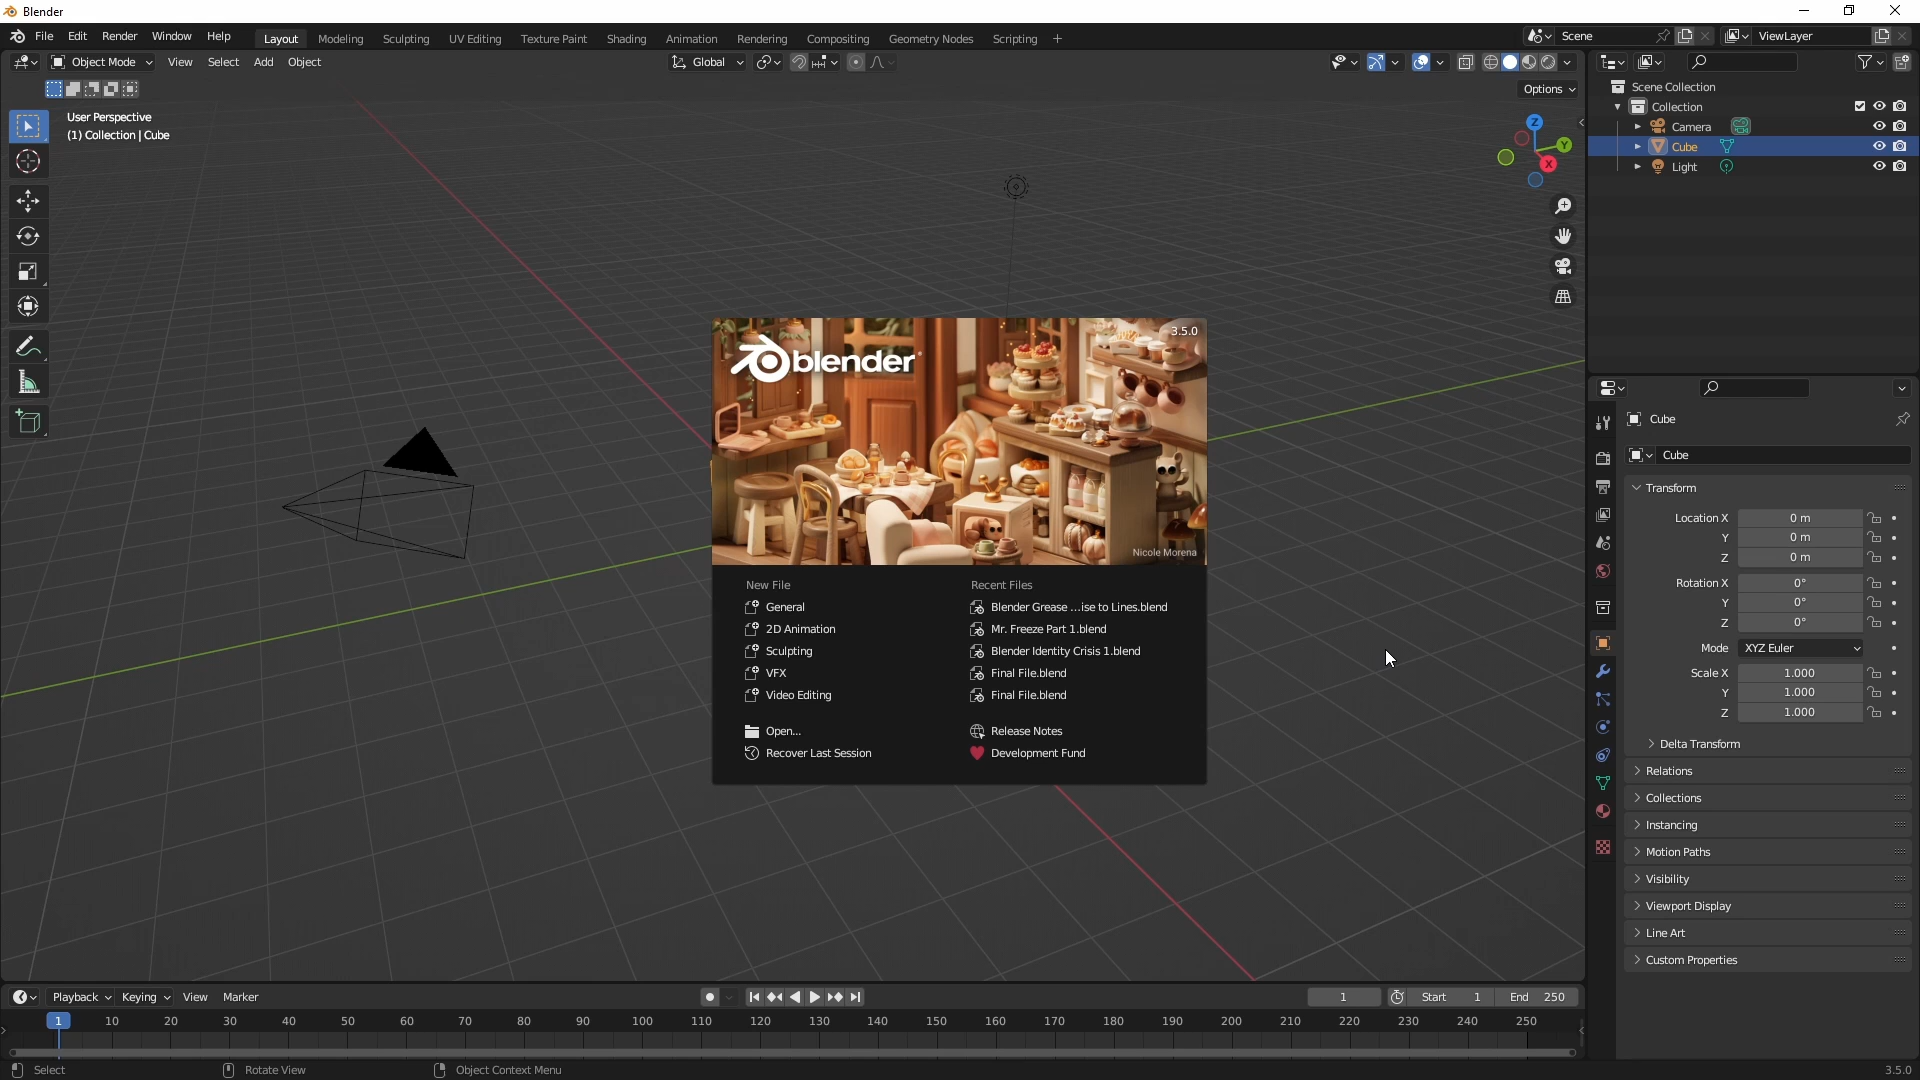 Blender
File Edit Render Window Help Layout Modeling Sculpting UV Editing Texture Paint Shading Animation Rendering Compositing Geometry Nodes Scripting + Scene ViewLayer
Object Mode View Select Add Object Global
Options
User Perspective
(1) Collection | Cube
Z
Y
X
Scene Collection
Collection
Camera
Cube
Light
blender
3.5.0
Nicole Morena
New File
General
2D Animation
Sculpting
VFX
Video Editing
Open...
Recover Last Session
Recent Files
Blender Grease ...ise to Lines.blend
Mr. Freeze Part 1.blend
Blender Identity Crisis 1.blend
Final File.blend
Final File.blend
Release Notes
Development Fund
Cube
Cube
Transform
Location X 0 m
Y 0 m
Z 0 m
Rotation X 0°
Y 0°
Z 0°
Mode XYZ Euler
Scale X 1.000
Y 1.000
Z 1.000
Delta Transform
Relations
Collections
Instancing
Motion Paths
Visibility
Viewport Display
Line Art
Custom Properties
Playback Keying View Marker 1 Start 1 End 250
1 10 20 30 40 50 60 70 80 90 100 110 120 130 140 150 160 170 180 190 200 210 220 230 240 250
Select Rotate View Object Context Menu 3.5.0